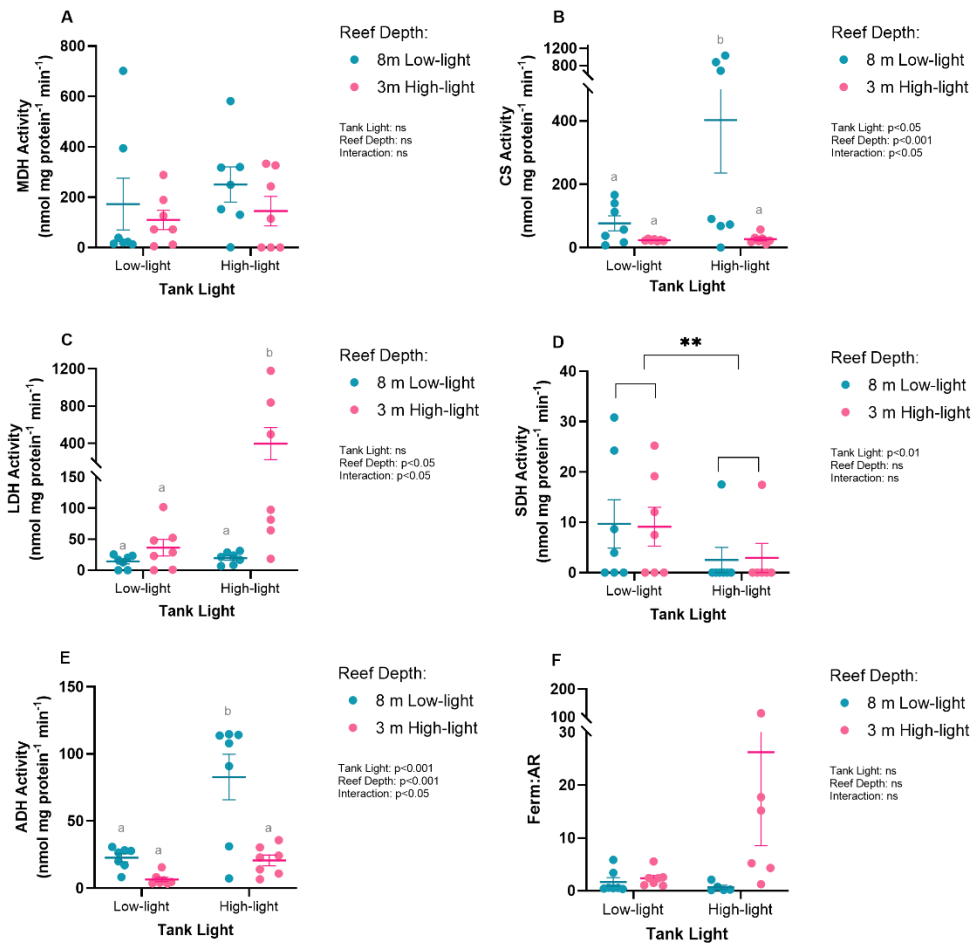 A
MDH Activity
(nmol mg protein⁻¹ min⁻¹)
800
600
400
200
0
Low-light
High-light
Tank Light
Reef Depth:
8m Low-light
3m High-light
Tank Light: ns
Reef Depth: ns
Interaction: ns
B
CS Activity
(nmol mg protein⁻¹ min⁻¹)
1200
800
400
200
0
a
a
b
a
Low-light
High-light
Tank Light
Reef Depth:
8 m Low-light
3 m High-light
Tank Light: p<0.05
Reef Depth: p<0.001
Interaction: p<0.05
C
LDH Activity
(nmol mg protein⁻¹ min⁻¹)
1200
800
400
150
100
50
0
a
a
a
b
Low-light
High-light
Tank Light
Reef Depth:
8 m Low-light
3 m High-light
Tank Light: ns
Reef Depth: p<0.05
Interaction: p<0.05
D
SDH Activity
(nmol mg protein⁻¹ min⁻¹)
40
30
20
10
0
**
Low-light
High-light
Tank Light
Reef Depth:
8 m Low-light
3 m High-light
Tank Light: p<0.01
Reef Depth: ns
Interaction: ns
E
ADH Activity
(nmol mg protein⁻¹ min⁻¹)
150
100
50
0
a
a
b
a
Low-light
High-light
Tank Light
Reef Depth:
8 m Low-light
3 m High-light
Tank Light: p<0.001
Reef Depth: p<0.001
Interaction: p<0.05
F
Ferm:AR
200
100
30
20
10
0
Low-light
High-light
Tank Light
Reef Depth:
8 m Low-light
3 m High-light
Tank Light: ns
Reef Depth: ns
Interaction: ns